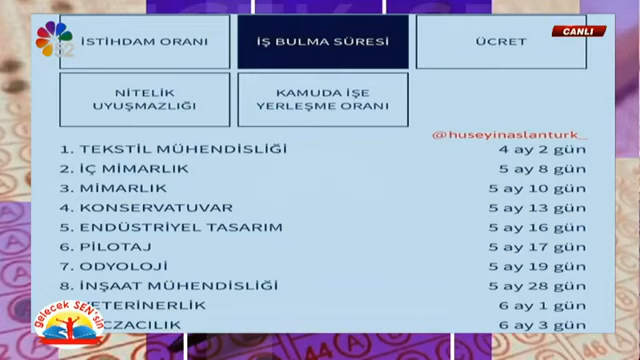 İSTİHDAM ORANI
İŞ BULMA SÜRESİ
ÜCRET
CANLI
NİTELİK
UYUŞMAZLIĞI
KAMUDA İŞE
YERLEŞME ORANI
@huseyinaslanturk_
1. TEKSTİL MÜHENDİSLİĞİ 4 ay 2 gün
2. İÇ MİMARLIK 5 ay 8 gün
3. MİMARLIK 5 ay 10 gün
4. KONSERVATUVAR 5 ay 13 gün
5. ENDÜSTRİYEL TASARIM 5 ay 16 gün
6. PİLOTAJ 5 ay 17 gün
7. ODYOLOJİ 5 ay 19 gün
8. İNŞAAT MÜHENDİSLİĞİ 5 ay 28 gün
6 ay 1 gün
6 ay 3 gün
gelecek SEN'sin
44